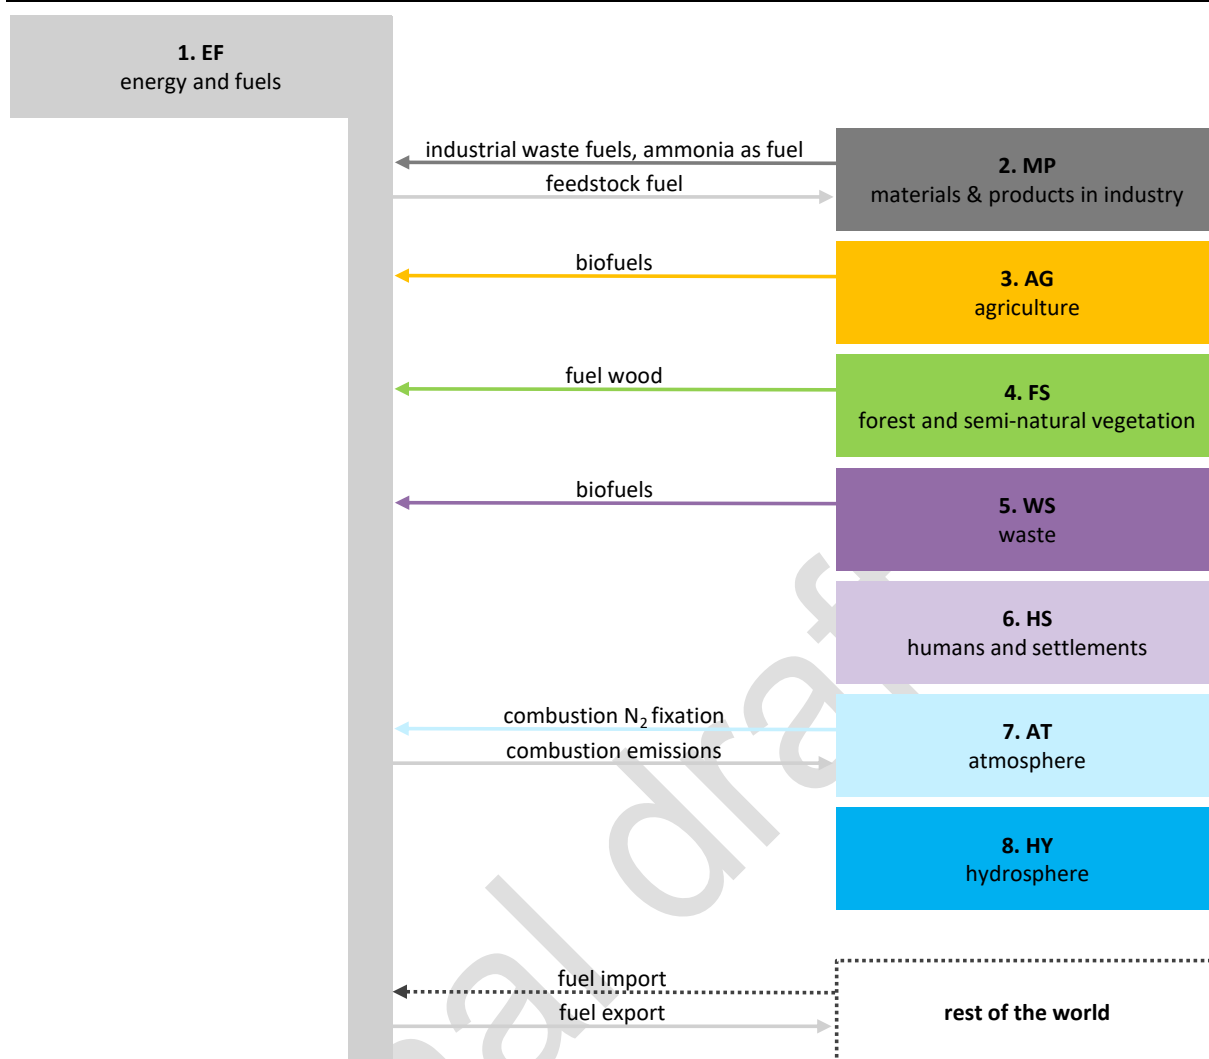 1. EF
energy and fuels
industrial waste fuels, ammonia as fuel
feedstock fuel
2. MP
materials & products in industry
biofuels
3. AG
agriculture
fuel wood
4. FS
forest and semi-natural vegetation
biofuels
5. WS
waste
6. HS
humans and settlements
combustion N₂ fixation
combustion emissions
7. AT
atmosphere
8. HY
hydrosphere
fuel import
fuel export
rest of the world
nal draft